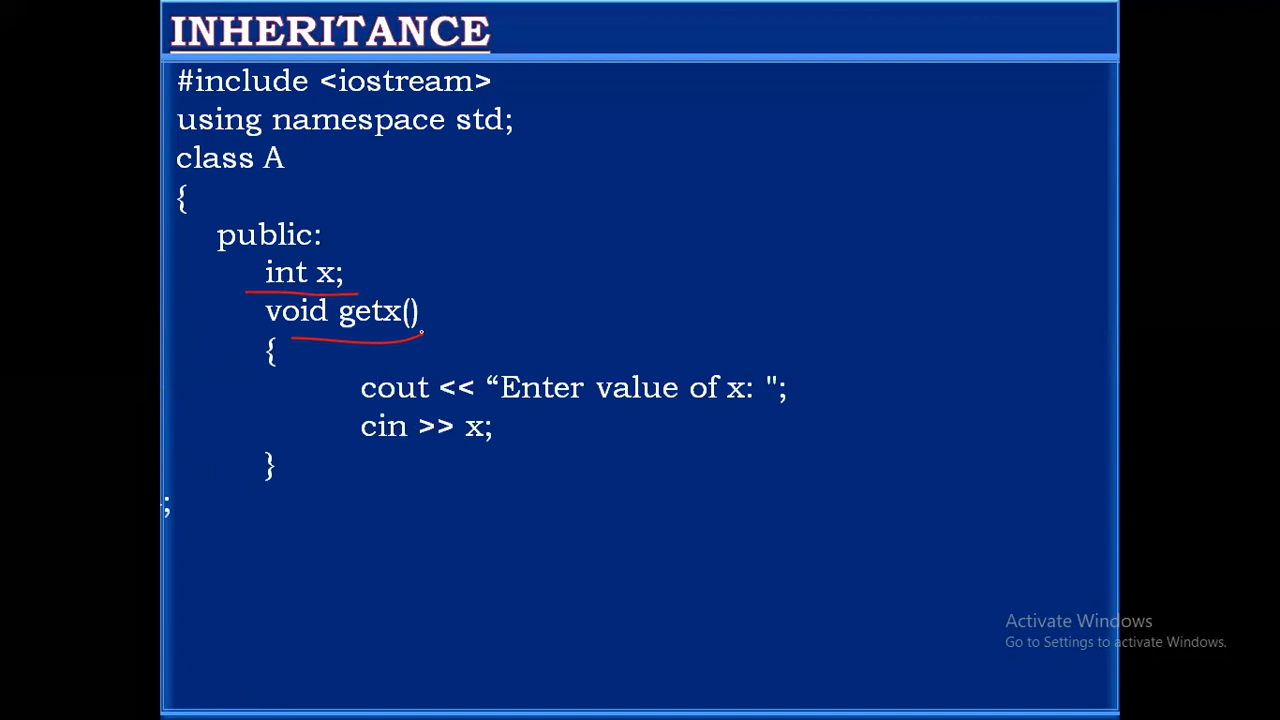 INHERITANCE
#include <iostream>
using namespace std;
class A
{
public:
int x;
void getx()
{
cout << “Enter value of x: ";
cin >> x;
}
;
Activate Windows
Go to Settings to activate Windows.